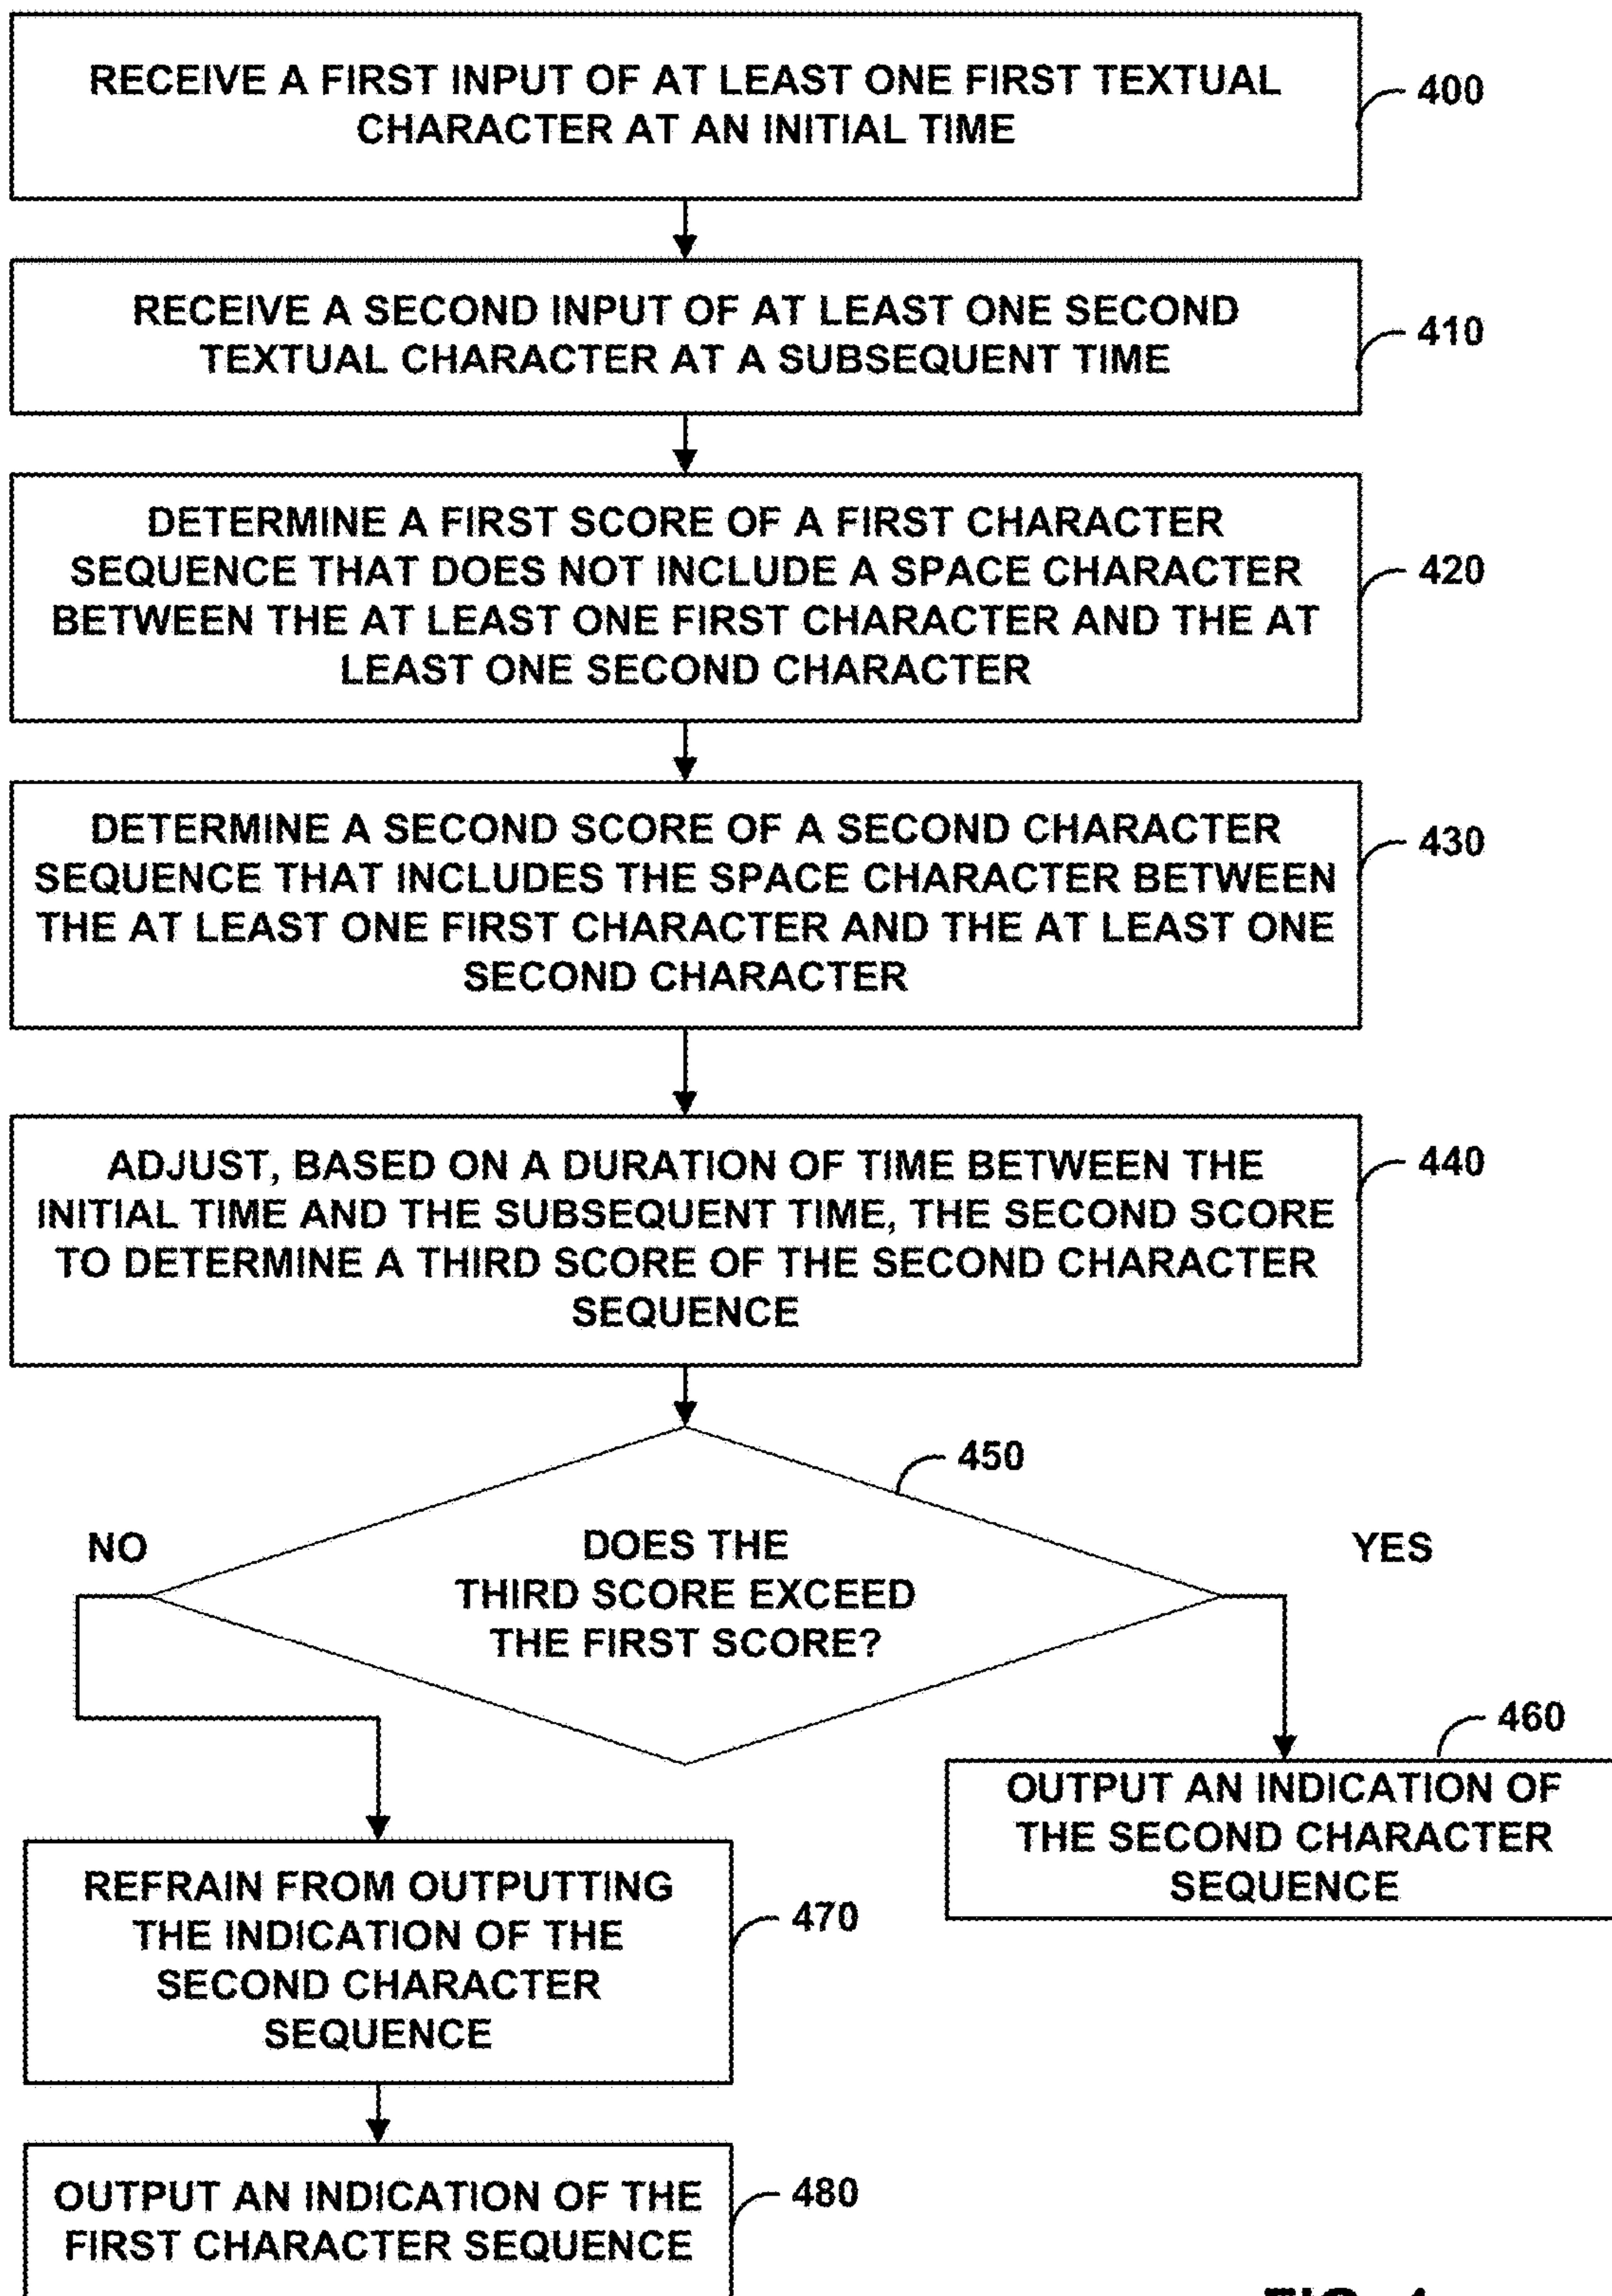 RECEIVE A FIRST INPUT OF AT LEAST ONE FIRST TEXTUAL
CHARACTER AT AN INITIAL TIME
400
RECEIVE A SECOND INPUT OF AT LEAST ONE SECOND
TEXTUAL CHARACTER AT A SUBSEQUENT TIME
410
DETERMINE A FIRST SCORE OF A FIRST CHARACTER
SEQUENCE THAT DOES NOT INCLUDE A SPACE CHARACTER
BETWEEN THE AT LEAST ONE FIRST CHARACTER AND THE AT
LEAST ONE SECOND CHARACTER
420
DETERMINE A SECOND SCORE OF A SECOND CHARACTER
SEQUENCE THAT INCLUDES THE SPACE CHARACTER BETWEEN
THE AT LEAST ONE FIRST CHARACTER AND THE AT LEAST ONE
SECOND CHARACTER
430
ADJUST, BASED ON A DURATION OF TIME BETWEEN THE
INITIAL TIME AND THE SUBSEQUENT TIME, THE SECOND SCORE
TO DETERMINE A THIRD SCORE OF THE SECOND CHARACTER
SEQUENCE
440
450
NO
DOES THE
THIRD SCORE EXCEED
THE FIRST SCORE?
YES
460
OUTPUT AN INDICATION OF
THE SECOND CHARACTER
SEQUENCE
REFRAIN FROM OUTPUTTING
THE INDICATION OF THE
SECOND CHARACTER
SEQUENCE
470
OUTPUT AN INDICATION OF THE
FIRST CHARACTER SEQUENCE
480